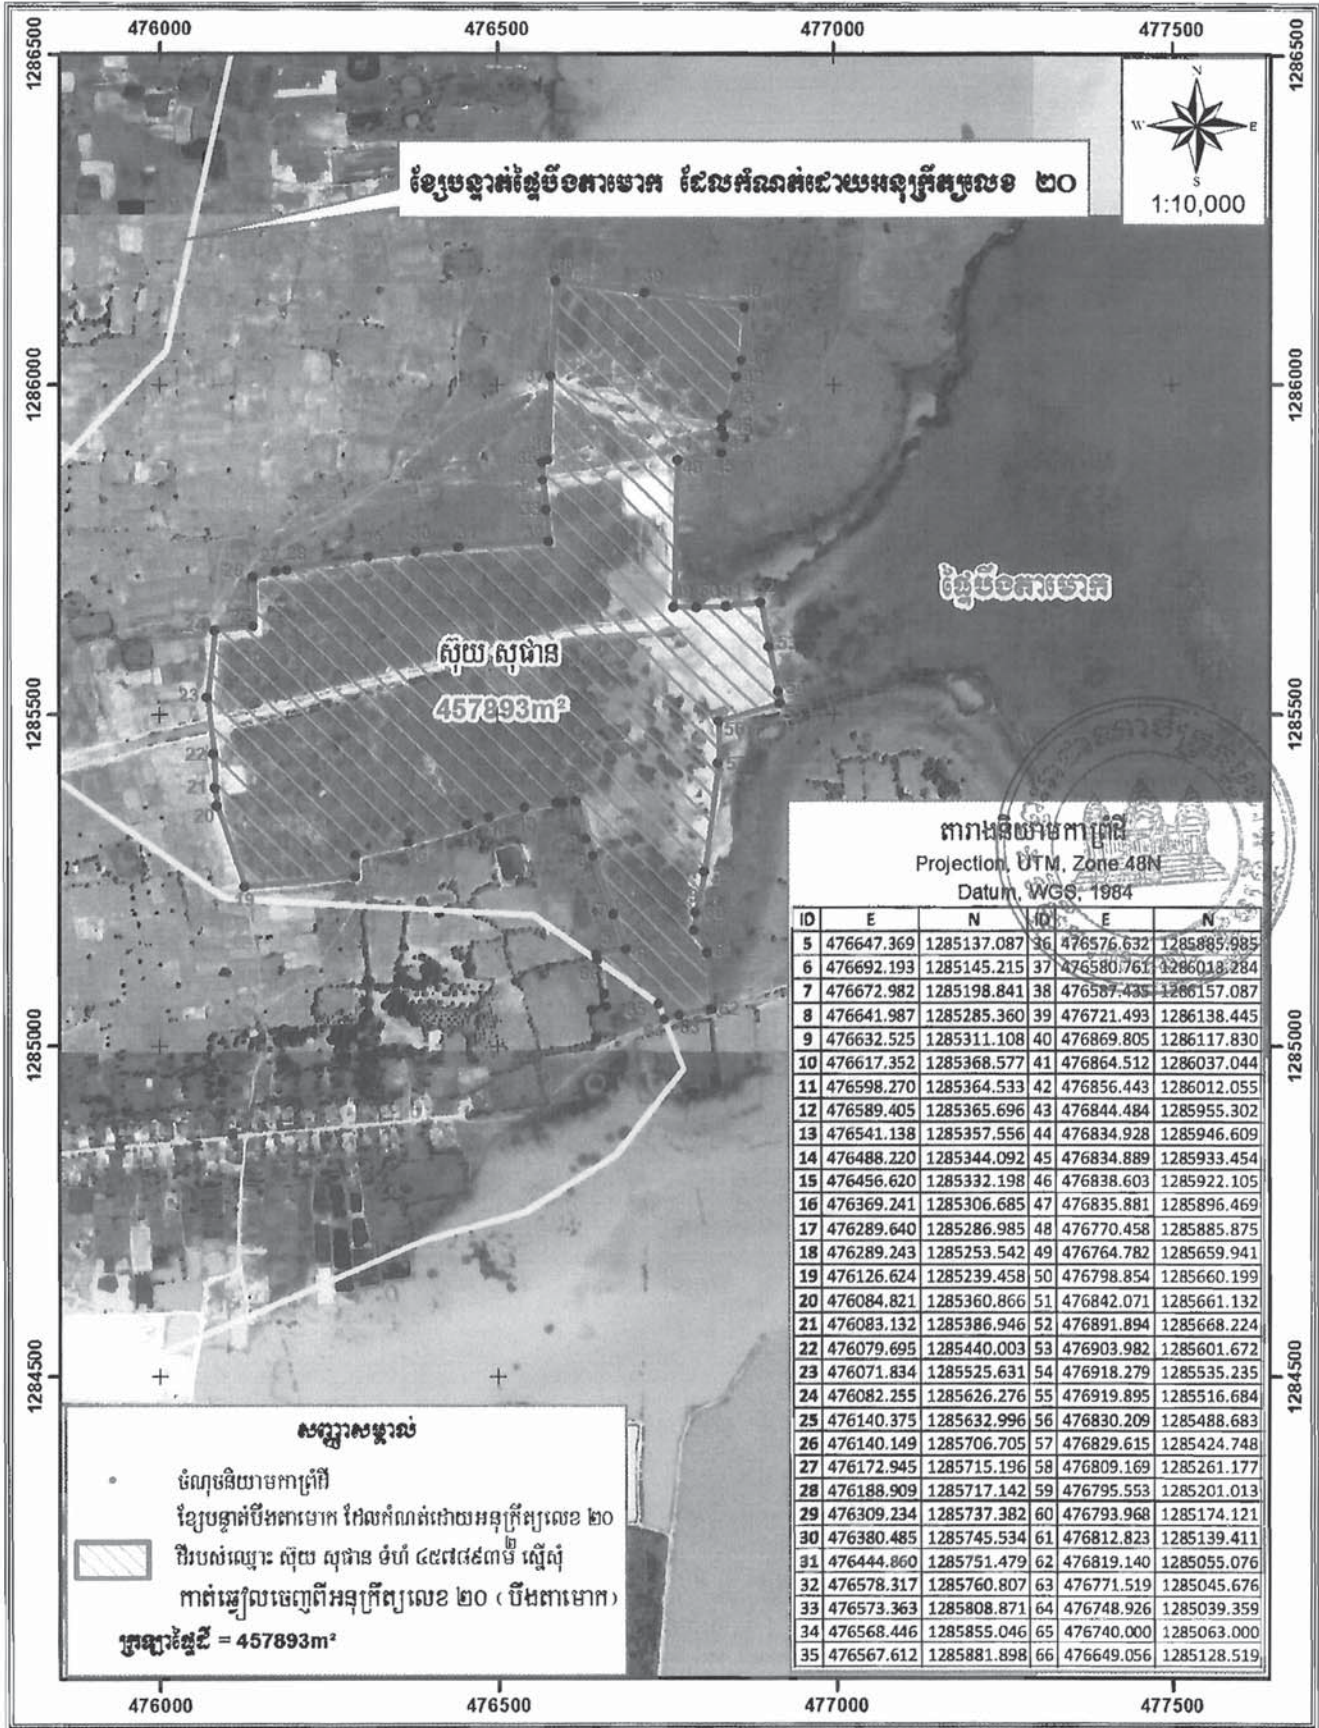 476000 476500 477000 477500
1286500 1286500
N
W E
S
1:10,000
ខ្សែបន្ទាត់ផ្ទៃបឹងតាមោក ដែលកំណត់ដោយអនុក្រឹត្យលេខ ២០
1286000 1286000
ផ្ទៃបឹងតាមោក
ស៊ុយ សុផាន
457893m²
1285500 1285500
តារាងនិយាមកាព្រំដី
Projection, UTM, Zone 48N
Datum, WGS, 1984
ID E N ID E N
5 476647.369 1285137.087 36 476576.632 1285885.985
6 476692.193 1285145.215 37 476580.761 1286013.284
7 476672.982 1285198.841 38 476587.435 1286157.087
8 476641.987 1285285.360 39 476721.493 1286138.445
9 476632.525 1285311.108 40 476869.805 1286117.830
10 476617.352 1285368.577 41 476864.512 1286037.044
11 476598.270 1285364.533 42 476856.443 1286012.055
12 476589.405 1285365.696 43 476844.484 1285955.302
13 476541.138 1285357.556 44 476834.928 1285946.609
14 476488.220 1285344.092 45 476834.889 1285933.454
15 476456.620 1285332.198 46 476838.603 1285922.105
16 476369.241 1285306.685 47 476835.881 1285896.469
17 476289.640 1285286.985 48 476770.458 1285885.875
18 476289.243 1285253.542 49 476764.782 1285659.941
19 476126.624 1285239.458 50 476798.854 1285660.199
20 476084.821 1285360.866 51 476842.071 1285661.132
21 476083.132 1285386.946 52 476891.894 1285668.224
22 476079.695 1285440.003 53 476903.982 1285601.672
23 476071.834 1285525.631 54 476918.279 1285535.235
24 476082.255 1285626.276 55 476919.895 1285516.684
25 476140.375 1285632.996 56 476830.209 1285488.683
26 476140.149 1285706.705 57 476829.615 1285424.748
27 476172.945 1285715.196 58 476809.169 1285261.177
28 476188.909 1285717.142 59 476795.553 1285201.013
29 476309.234 1285737.382 60 476793.968 1285174.121
30 476380.485 1285745.534 61 476812.823 1285139.411
31 476444.860 1285751.479 62 476819.140 1285055.076
32 476578.317 1285760.807 63 476771.519 1285045.676
33 476573.363 1285808.871 64 476748.926 1285039.359
34 476568.446 1285855.046 65 476740.000 1285063.000
35 476567.612 1285881.898 66 476649.056 1285128.519
1285000 1285000
1284500 1284500
សញ្ញាសម្គាល់
ចំណុចនិយាមកាព្រំដី
ខ្សែបន្ទាត់បឹងតាមោក ដែលកំណត់ដោយអនុក្រឹត្យលេខ ២០
ដីរបស់ឈ្មោះ ស៊ុយ សុផាន ទំហំ ៤៥៧៨៩៣ម២ ស្នើសុំ
កាត់ឆ្វៀលចេញពីអនុក្រឹត្យលេខ ២០ (បឹងតាមោក)
ក្រឡាផ្ទៃដី = 457893m²
476000 476500 477000 477500